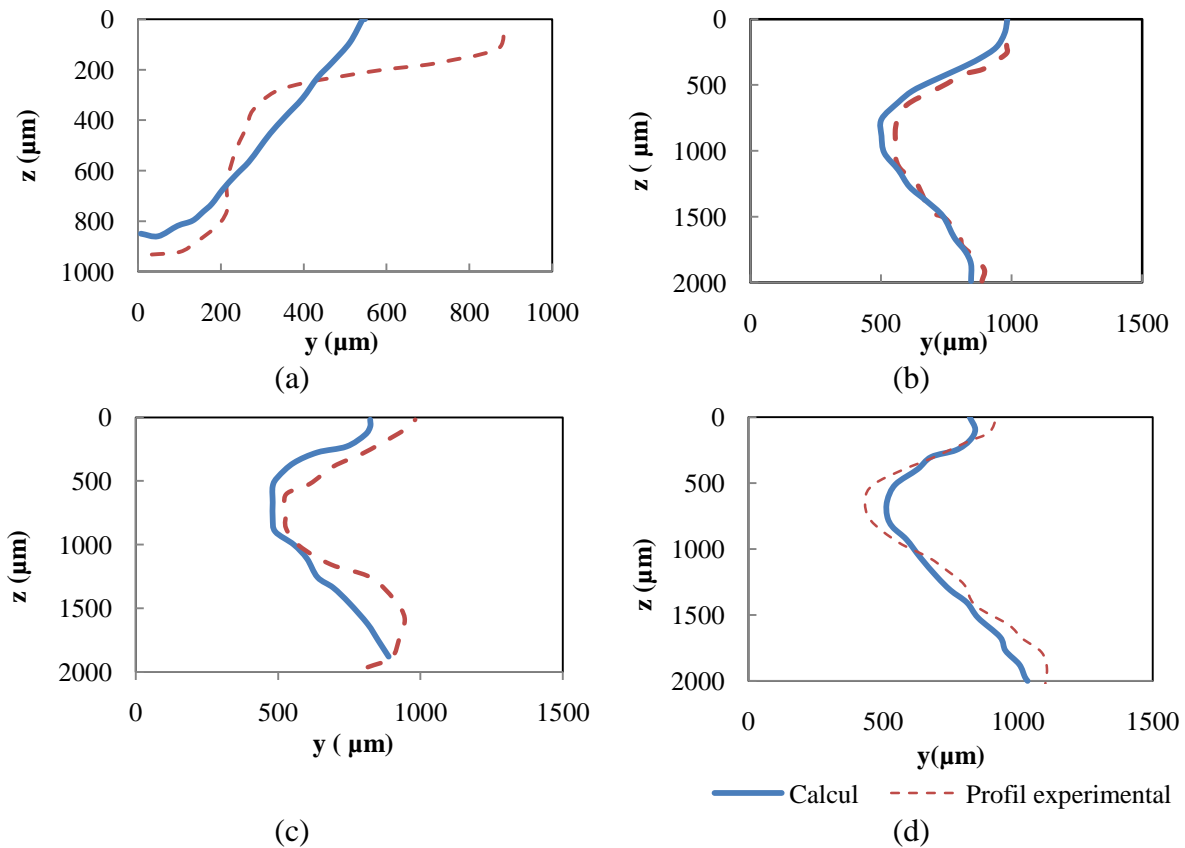 0
200
400
600
800
1000
z (µm)
0 200 400 600 800 1000
y (µm)
(a)
0
500
1000
1500
2000
z ( µm)
0 500 1000 1500
y(µm)
(b)
0
500
1000
1500
2000
z (µm)
0 500 1000 1500
y ( µm)
(c)
0
500
1000
1500
2000
z (µm)
0 500 1000 1500
y(µm)
Calcul Profil experimental
(d)